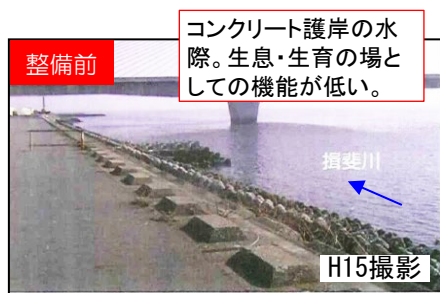 コンクリート護岸の水
際。生息・生育の場と
しての機能が低い。
整備前
揖斐川
H15撮影